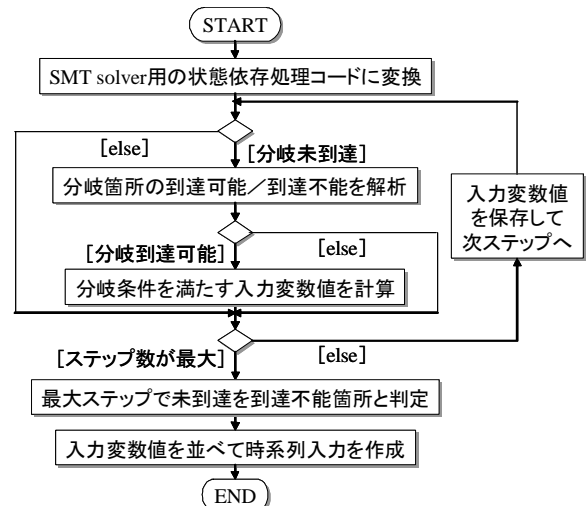 START
SMT solver用の状態依存処理コードに変換
[else]
[分岐未到達]
分岐箇所の到達可能／到達不能を解析
入力変数値
を保存して
次ステップへ
[分岐到達可能]
[else]
分岐条件を満たす入力変数値を計算
[ステップ数が最大]
[else]
最大ステップで未到達を到達不能箇所と判定
入力変数値を並べて時系列入力を作成
END